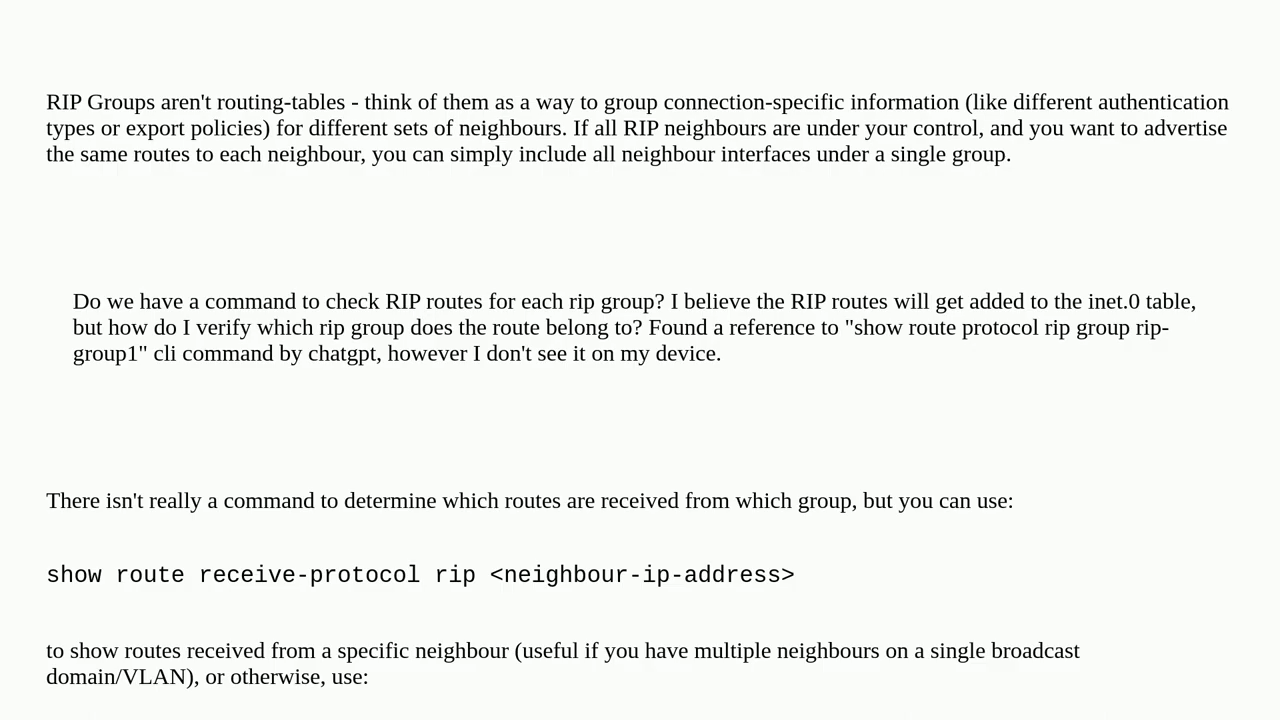 RIP Groups aren't routing-tables - think of them as a way to group connection-specific information (like different authentication
types or export policies) for different sets of neighbours. If all RIP neighbours are under your control, and you want to advertise
the same routes to each neighbour, you can simply include all neighbour interfaces under a single group.
Do we have a command to check RIP routes for each rip group? I believe the RIP routes will get added to the inet.0 table,
but how do I verify which rip group does the route belong to? Found a reference to "show route protocol rip group rip-
group1" cli command by chatgpt, however I don't see it on my device.
There isn't really a command to determine which routes are received from which group, but you can use:
show route receive-protocol rip <neighbour-ip-address>
to show routes received from a specific neighbour (useful if you have multiple neighbours on a single broadcast
domain/VLAN), or otherwise, use: